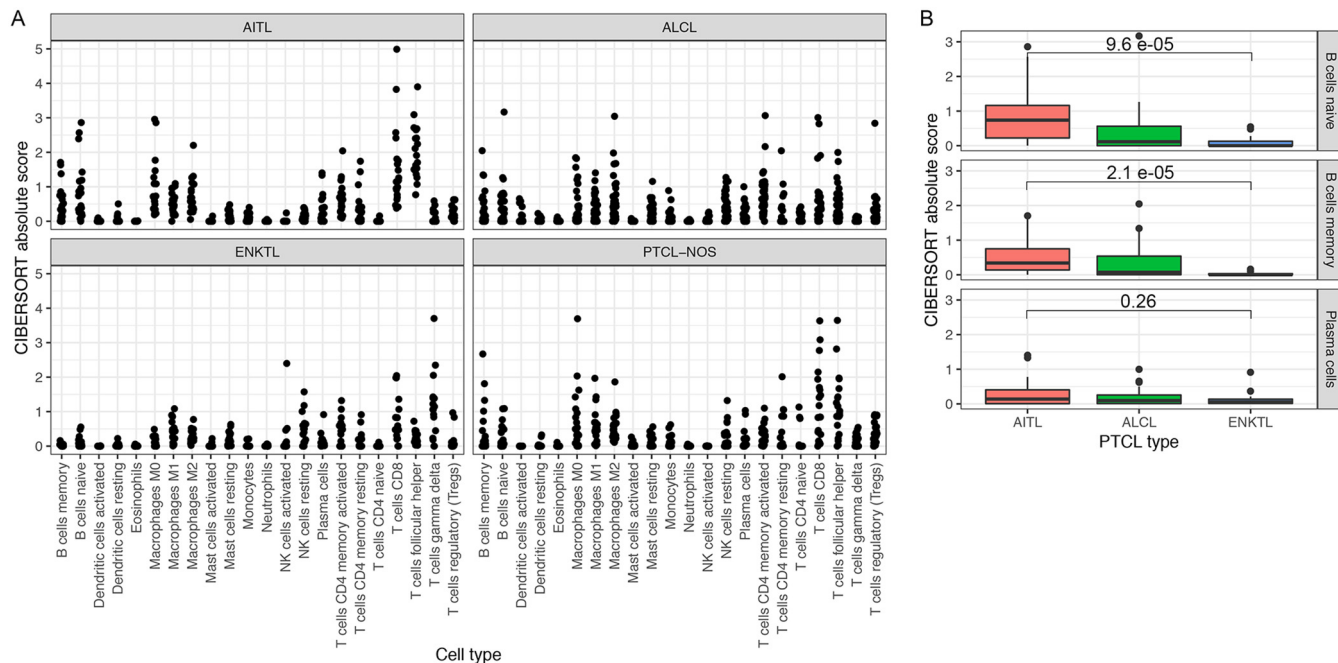 A
AITL
ALCL
5
4
3
2
1
0
ENKTL
PTCL−NOS
5
4
3
2
1
0
CIBERSORT absolute score
B cells memory
B cells naive
Dendritic cells activated
Dendritic cells resting
Eosinophils
Macrophages M0
Macrophages M1
Macrophages M2
Mast cells activated
Mast cells resting
Monocytes
Neutrophils
NK cells activated
NK cells resting
Plasma cells
T cells CD4 memory activated
T cells CD4 memory resting
T cells CD4 naive
T cells CD8
T cells follicular helper
T cells gamma delta
T cells regulatory (Tregs)
B cells memory
B cells naive
Dendritic cells activated
Dendritic cells resting
Eosinophils
Macrophages M0
Macrophages M1
Macrophages M2
Mast cells activated
Mast cells resting
Monocytes
Neutrophils
NK cells activated
NK cells resting
Plasma cells
T cells CD4 memory activated
T cells CD4 memory resting
T cells CD4 naive
T cells CD8
T cells follicular helper
T cells gamma delta
T cells regulatory (Tregs)
Cell type
B
CIBERSORT absolute score
3
2
1
0
9.6 e-05
B cells naive
3
2
1
0
2.1 e-05
B cells memory
3
2
1
0
0.26
Plasma cells
AITL
ALCL
ENKTL
PTCL type